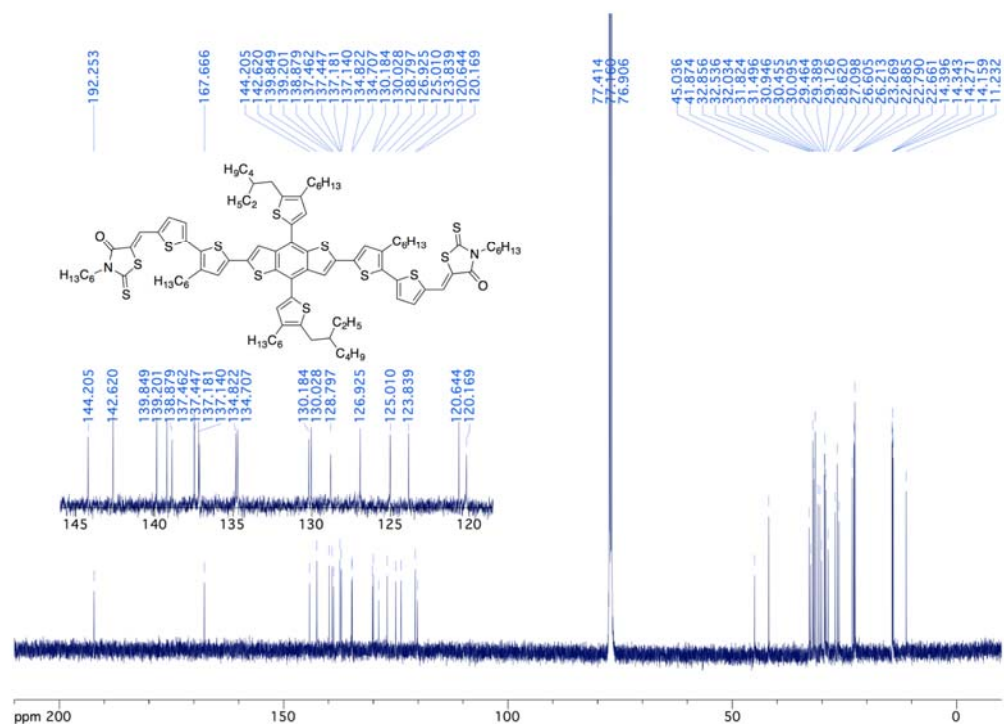 192.253
167.666
144.205
142.620
139.849
139.201
138.879
137.462
137.447
137.181
137.140
134.822
134.707
130.184
130.028
128.797
126.925
125.010
123.839
120.644
120.169
77.414
77.160
76.906
45.036
41.874
32.856
32.536
32.034
31.824
31.496
30.946
30.455
30.095
29.464
29.389
29.126
28.620
27.098
26.605
26.213
23.269
22.885
22.790
22.661
14.396
14.343
14.271
14.159
11.232
H9C4
C6H13
H5C2
S
S
C6H13
S
C6H13
O
S
S
S
S
S
N
H13C6
N
S
H13C6
S
S
S
S
O
S
C2H5
H13C6
C4H9
144.205
142.620
139.849
139.201
138.879
137.462
137.447
137.181
137.140
134.822
134.707
130.184
130.028
128.797
126.925
125.010
123.839
120.644
120.169
145 140 135 130 125 120
ppm 200 150 100 50 0